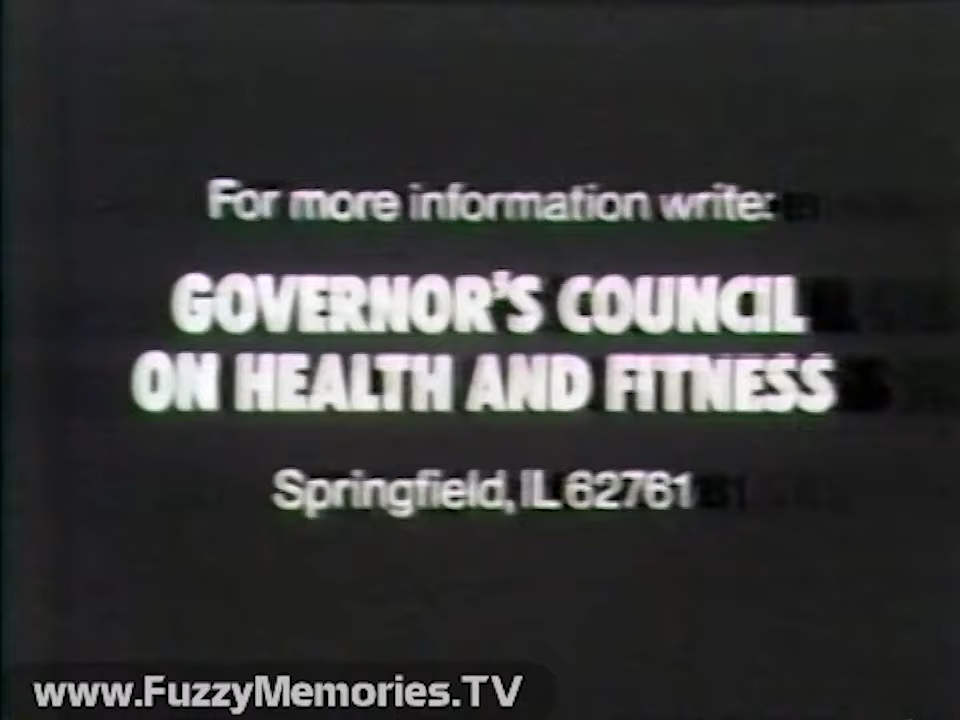 For more information write:
GOVERNOR'S COUNCIL
ON HEALTH AND FITNESS
Springfield, IL 62761
www.FuzzyMemories.TV